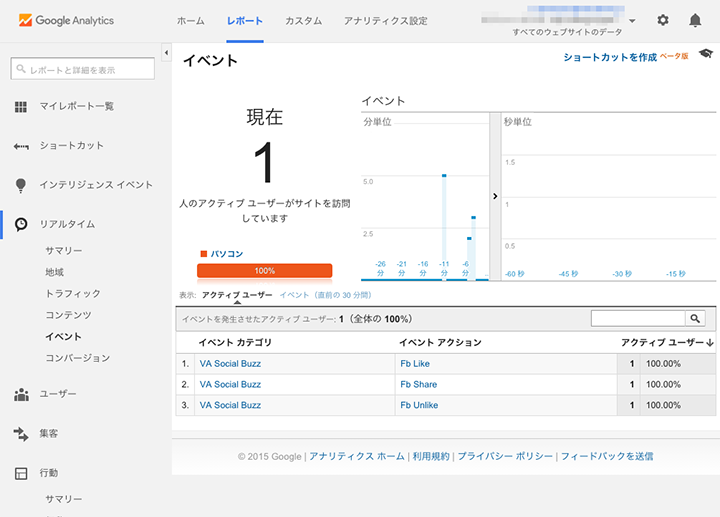 Google Analytics
ホーム レポート カスタム アナリティクス設定
すべてのウェブサイトのデータ
レポートと詳細を表示
マイレポート一覧
ショートカット
インテリジェンス イベント
リアルタイム
サマリー
地域
トラフィック
コンテンツ
イベント
コンバージョン
ユーザー
集客
行動
サマリー
イベント
ショートカットを作成 ベータ版
現在
1
人のアクティブ ユーザーがサイトを訪問
しています
パソコン
100%
イベント
分単位
5.0
2.5
-26分 -21分 -16分 -11分 -6分
秒単位
1.5
1
0.5
-60 秒 -45 秒 -30 秒 -15 秒
表示: アクティブ ユーザー イベント（直前の 30 分間）
イベントを発生させたアクティブ ユーザー: 1（全体の 100%）
イベント カテゴリ イベント アクション アクティブ ユーザー
1. VA Social Buzz Fb Like 1 100.00%
2. VA Social Buzz Fb Share 1 100.00%
3. VA Social Buzz Fb Unlike 1 100.00%
© 2015 Google | アナリティクス ホーム | 利用規約 | プライバシー ポリシー | フィードバックを送信